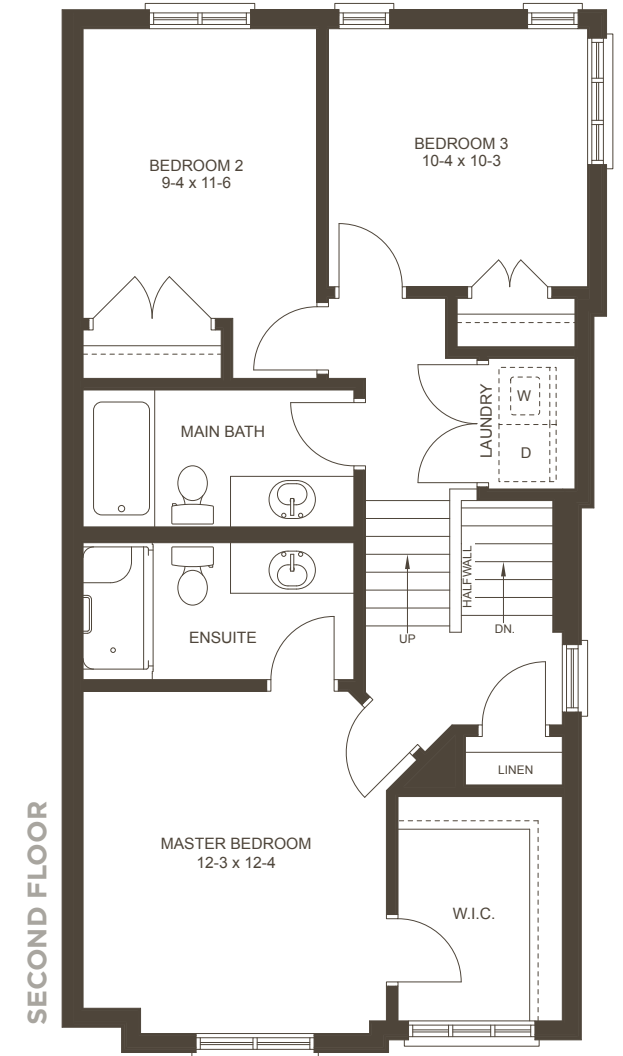 BEDROOM 2
9-4 x 11-6
BEDROOM 3
10-4 x 10-3
MAIN BATH
LAUNDRY
W
D
HALFWALL
UP
DN.
ENSUITE
LINEN
MASTER BEDROOM
12-3 x 12-4
W.I.C.
SECOND FLOOR